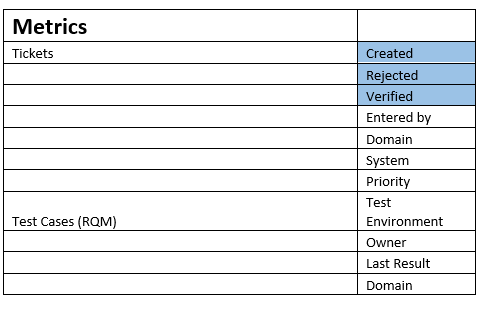 Metrics
Tickets Created
Rejected
Verified
Entered by
Domain
System
Priority
Test
Test Cases (RQM) Environment
Owner
Last Result
Domain